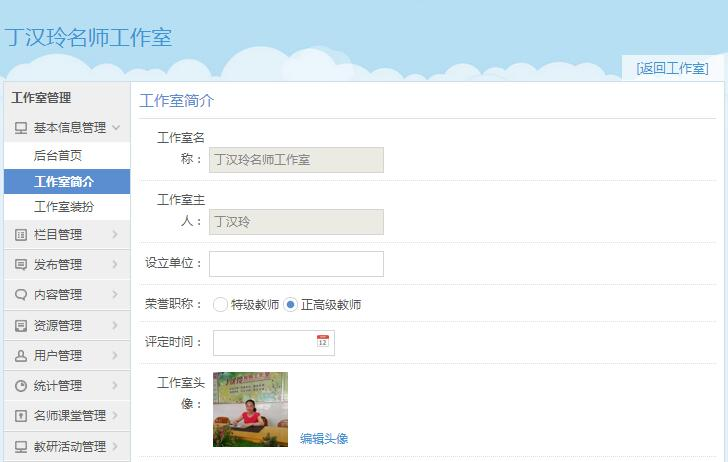 丁汉玲名师工作室
[返回工作室]
工作室管理
基本信息管理
后台首页
工作室简介
工作室装扮
栏目管理
发布管理
内容管理
资源管理
用户管理
统计管理
名师课堂管理
教研活动管理
工作室简介
工作室名
称：
丁汉玲名师工作室
工作室主
人：
丁汉玲
设立单位：
荣誉职称：
特级教师
正高级教师
评定时间：
12
工作室头
像：
编辑头像